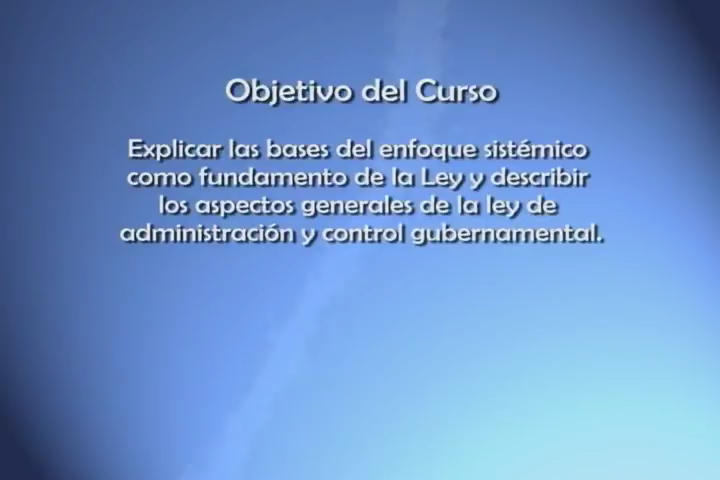 Objetivo del Curso
Explicar las bases del enfoque sistémico
como fundamento de la Ley y describir
los aspectos generales de la ley de
administración y control gubernamental.